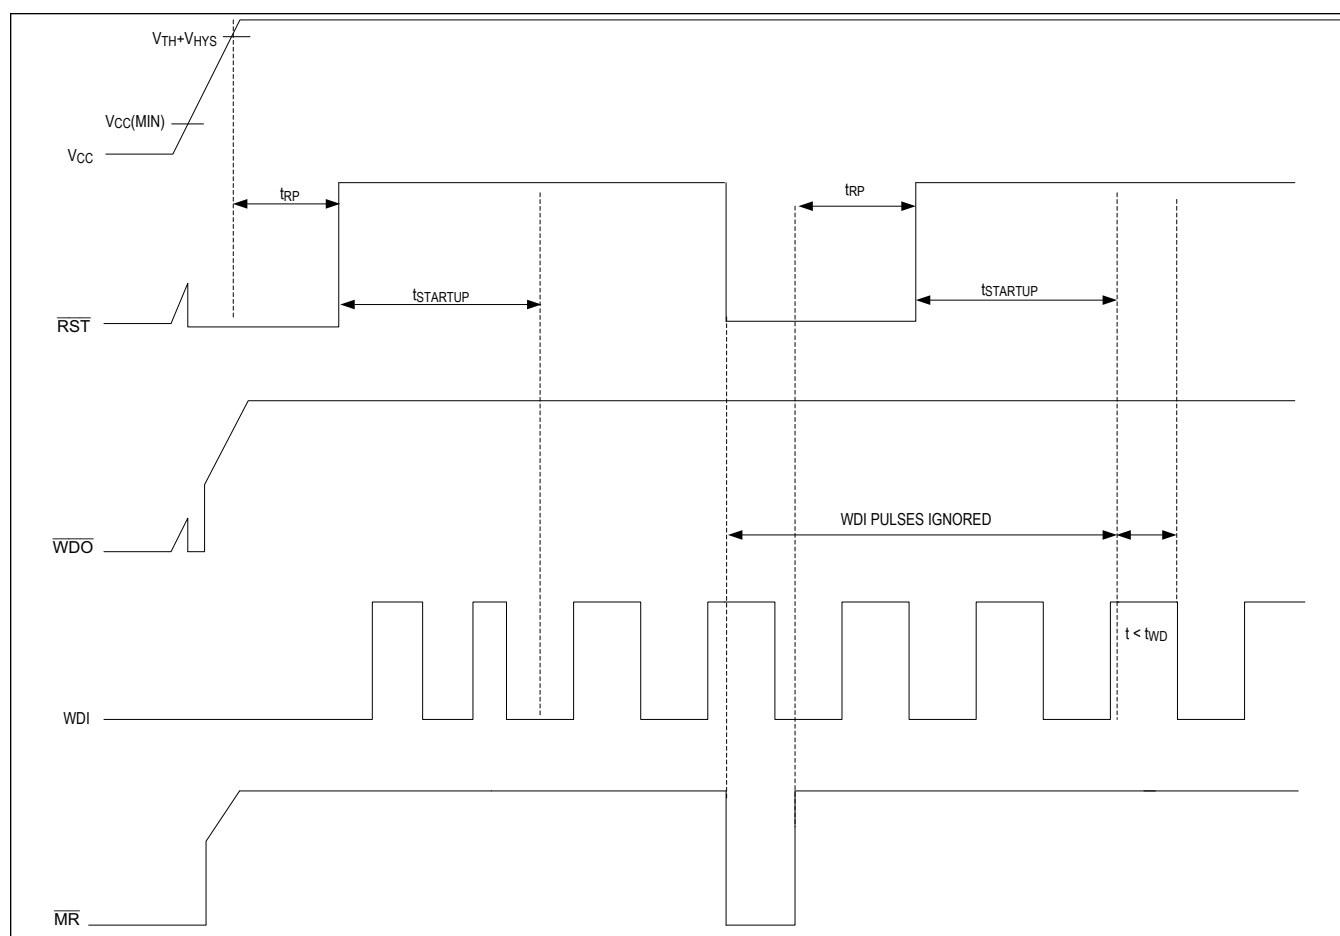 VTH+VHYS
VCC(MIN)
VCC
tRP
tRP
tSTARTUP
tSTARTUP
RST
WDI PULSES IGNORED
WDO
t < tWD
WDI
MR